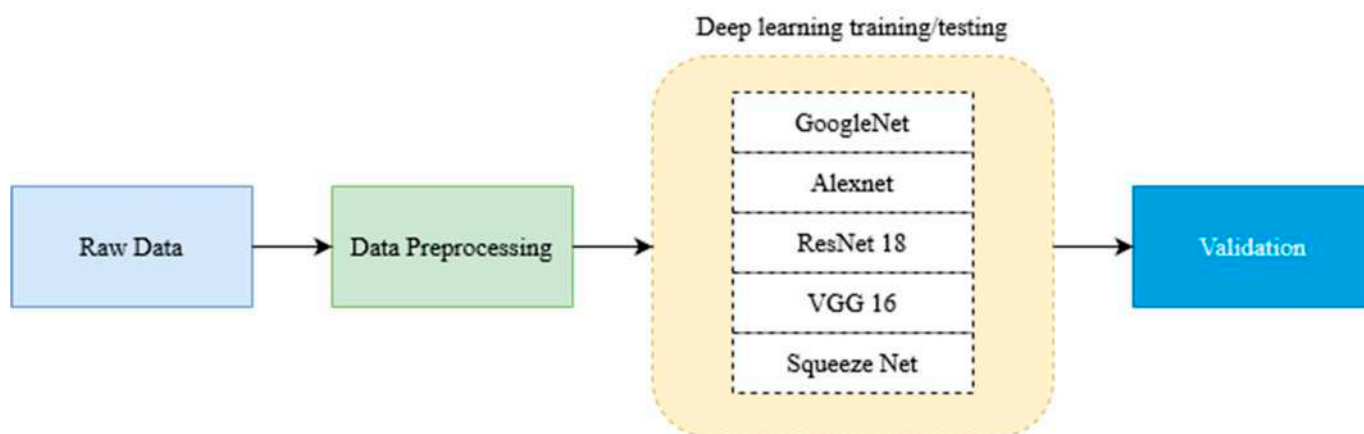 Deep learning training/testing
Raw Data
Data Preprocessing
GoogleNet
Alexnet
ResNet 18
VGG 16
Squeeze Net
Validation